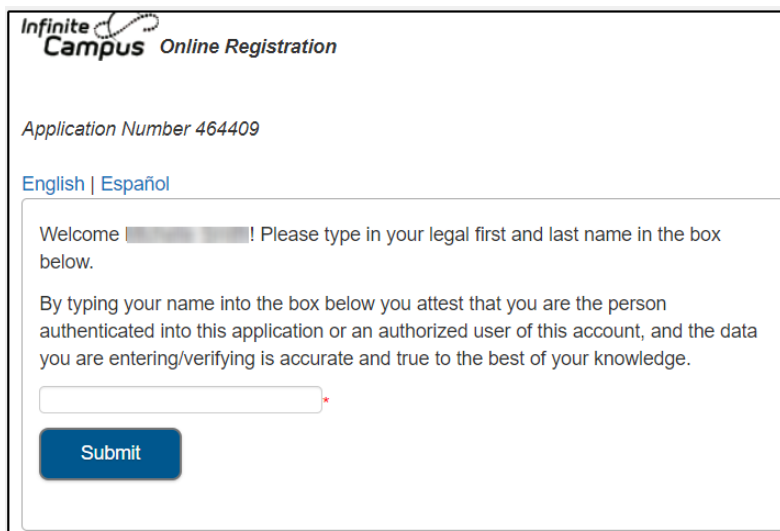 Infinite
Campus Online Registration
Application Number 464409
English | Español
Welcome ! Please type in your legal first and last name in the box
below.
By typing your name into the box below you attest that you are the person
authenticated into this application or an authorized user of this account, and the data
you are entering/verifying is accurate and true to the best of your knowledge.
*
Submit